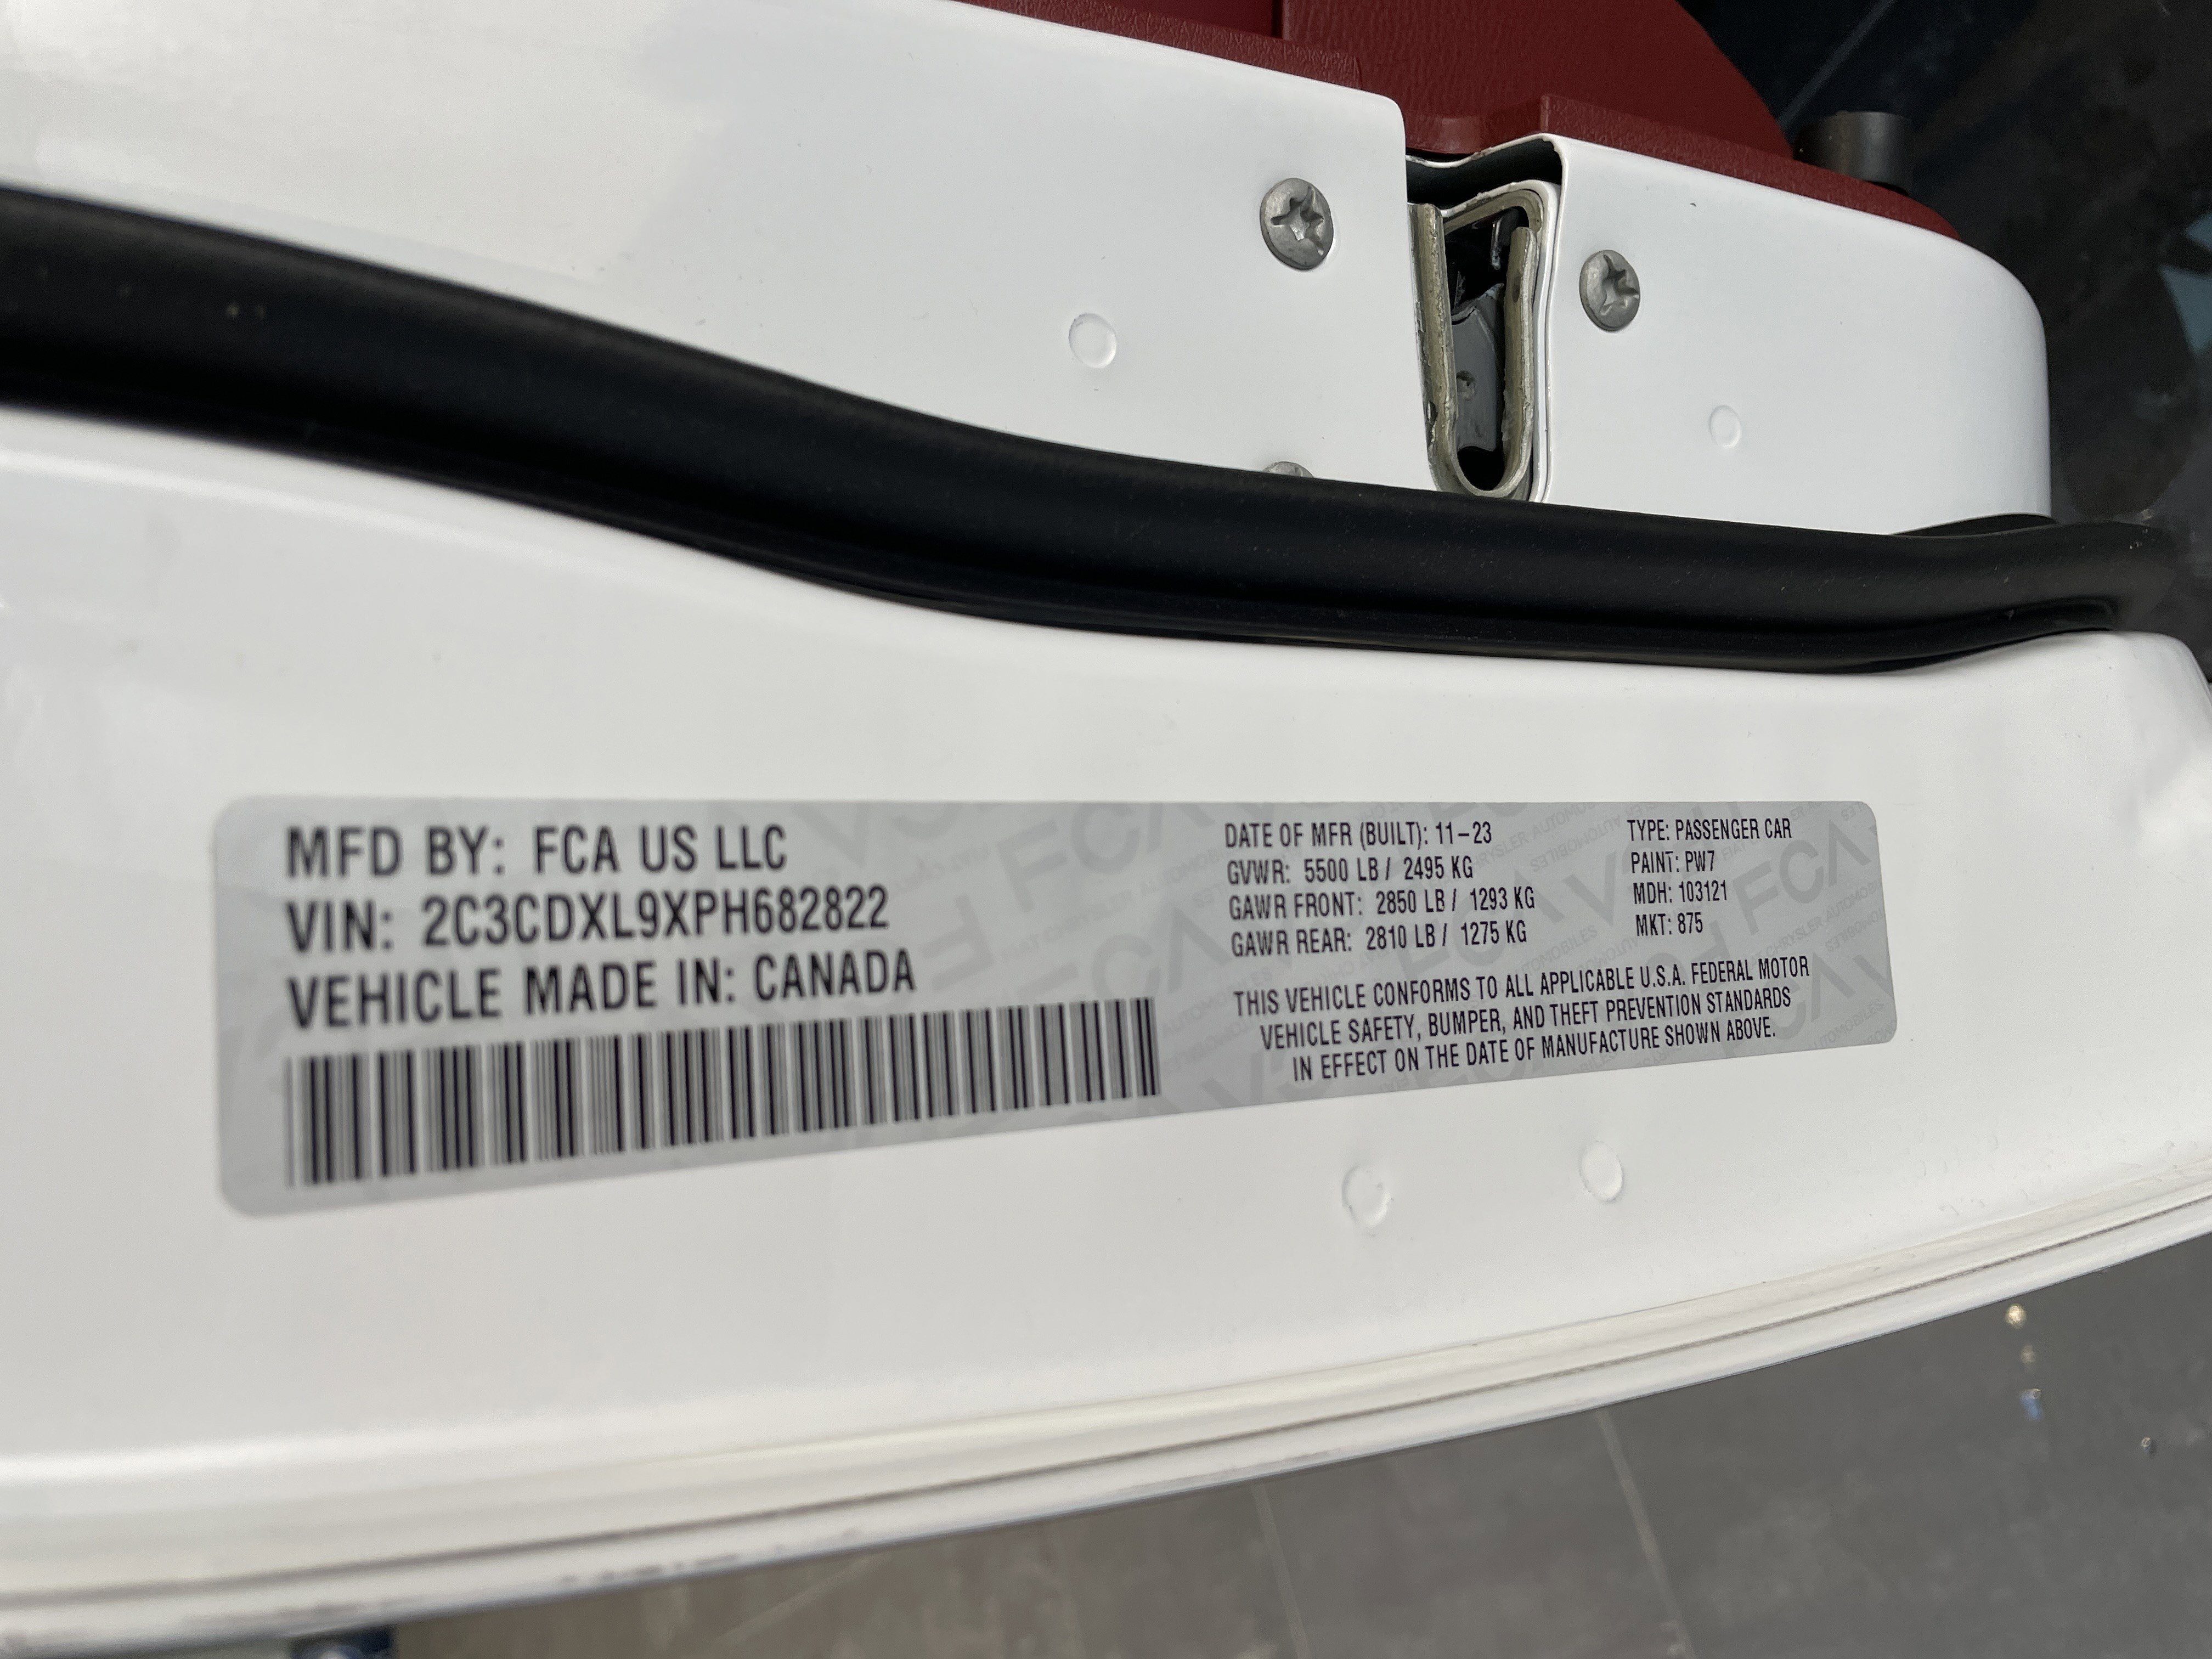 MFD BY: FCA US LLC
VIN: 2C3CDXL9XPH682822
VEHICLE MADE IN: CANADA
DATE OF MFR (BUILT): 11-23
GVWR: 5500 LB / 2495 KG
GAWR FRONT: 2850 LB / 1293 KG
GAWR REAR: 2810 LB / 1275 KG
TYPE: PASSENGER CAR
PAINT: PW7
MDH: 103121
MKT: 875
THIS VEHICLE CONFORMS TO ALL APPLICABLE U.S.A. FEDERAL MOTOR
VEHICLE SAFETY, BUMPER, AND THEFT PREVENTION STANDARDS
IN EFFECT ON THE DATE OF MANUFACTURE SHOWN ABOVE.